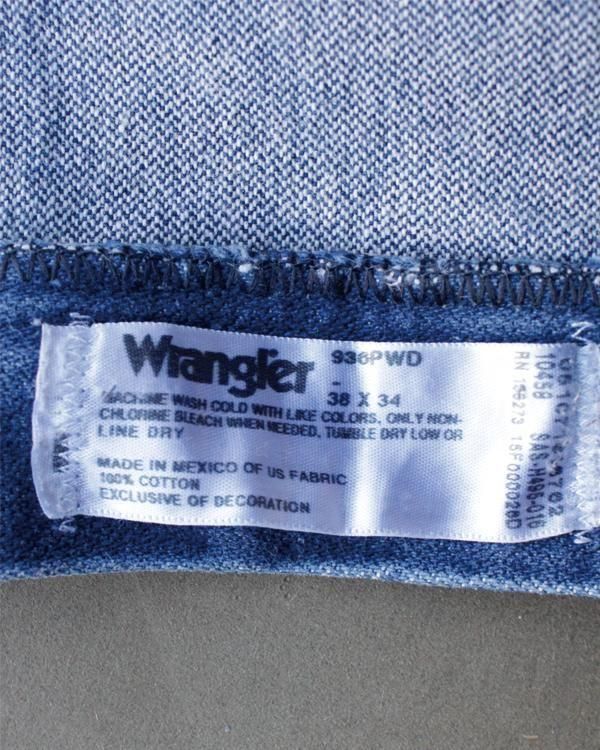 Wrangler 936PWD
38 X 34
MACHINE WASH COLD WITH LIKE COLORS, ONLY NON-
CHLORINE BLEACH WHEN NEEDED, TUMBLE DRY LOW OR
LINE DRY
MADE IN MEXICO OF US FABRIC
100% COTTON
EXCLUSIVE OF DECORATION
10438